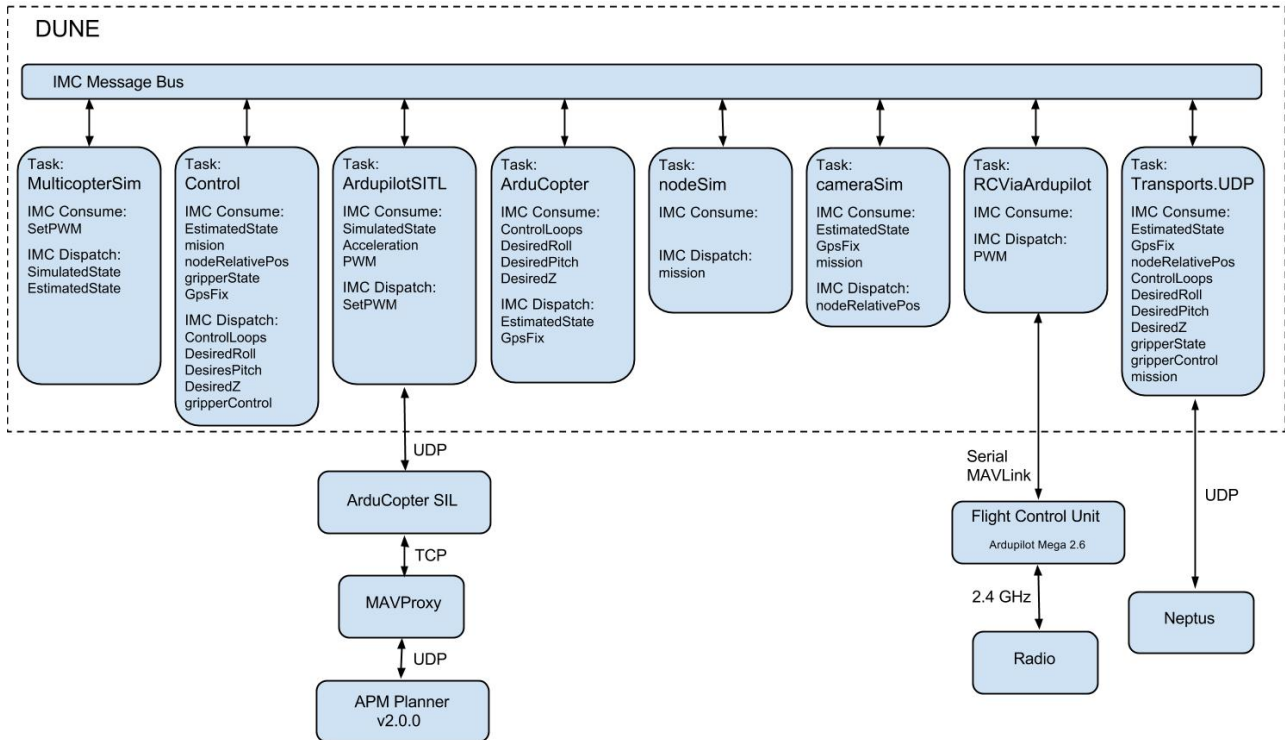 DUNE
IMC Message Bus
Task:
MulticopterSim
IMC Consume:
SetPWM
IMC Dispatch:
SimulatedState
EstimatedState
Task:
Control
IMC Consume:
EstimatedState
mision
nodeRelativePos
gripperState
GpsFix
IMC Dispatch:
ControlLoops
DesiredRoll
DesiresPitch
DesiredZ
gripperControl
Task:
ArdupilotSITL
IMC Consume:
SimulatedState
Acceleration
PWM
IMC Dispatch:
SetPWM
Task:
ArduCopter
IMC Consume:
ControlLoops
DesiredRoll
DesiredPitch
DesiredZ
IMC Dispatch:
EstimatedState
GpsFix
Task:
nodeSim
IMC Consume:
IMC Dispatch:
mission
Task:
cameraSim
IMC Consume:
EstimatedState
GpsFix
mission
IMC Dispatch:
nodeRelativePos
Task:
RCViaArdupilot
IMC Consume:
IMC Dispatch:
PWM
Task:
Transports.UDP
IMC Consume:
EstimatedState
GpsFix
nodeRelativePos
ControlLoops
DesiredRoll
DesiredPitch
DesiredZ
gripperState
gripperControl
mission
UDP
ArduCopter SIL
TCP
MAVProxy
UDP
APM Planner
v2.0.0
Serial
MAVLink
Flight Control Unit
Ardupilot Mega 2.6
2.4 GHz
Radio
UDP
Neptus